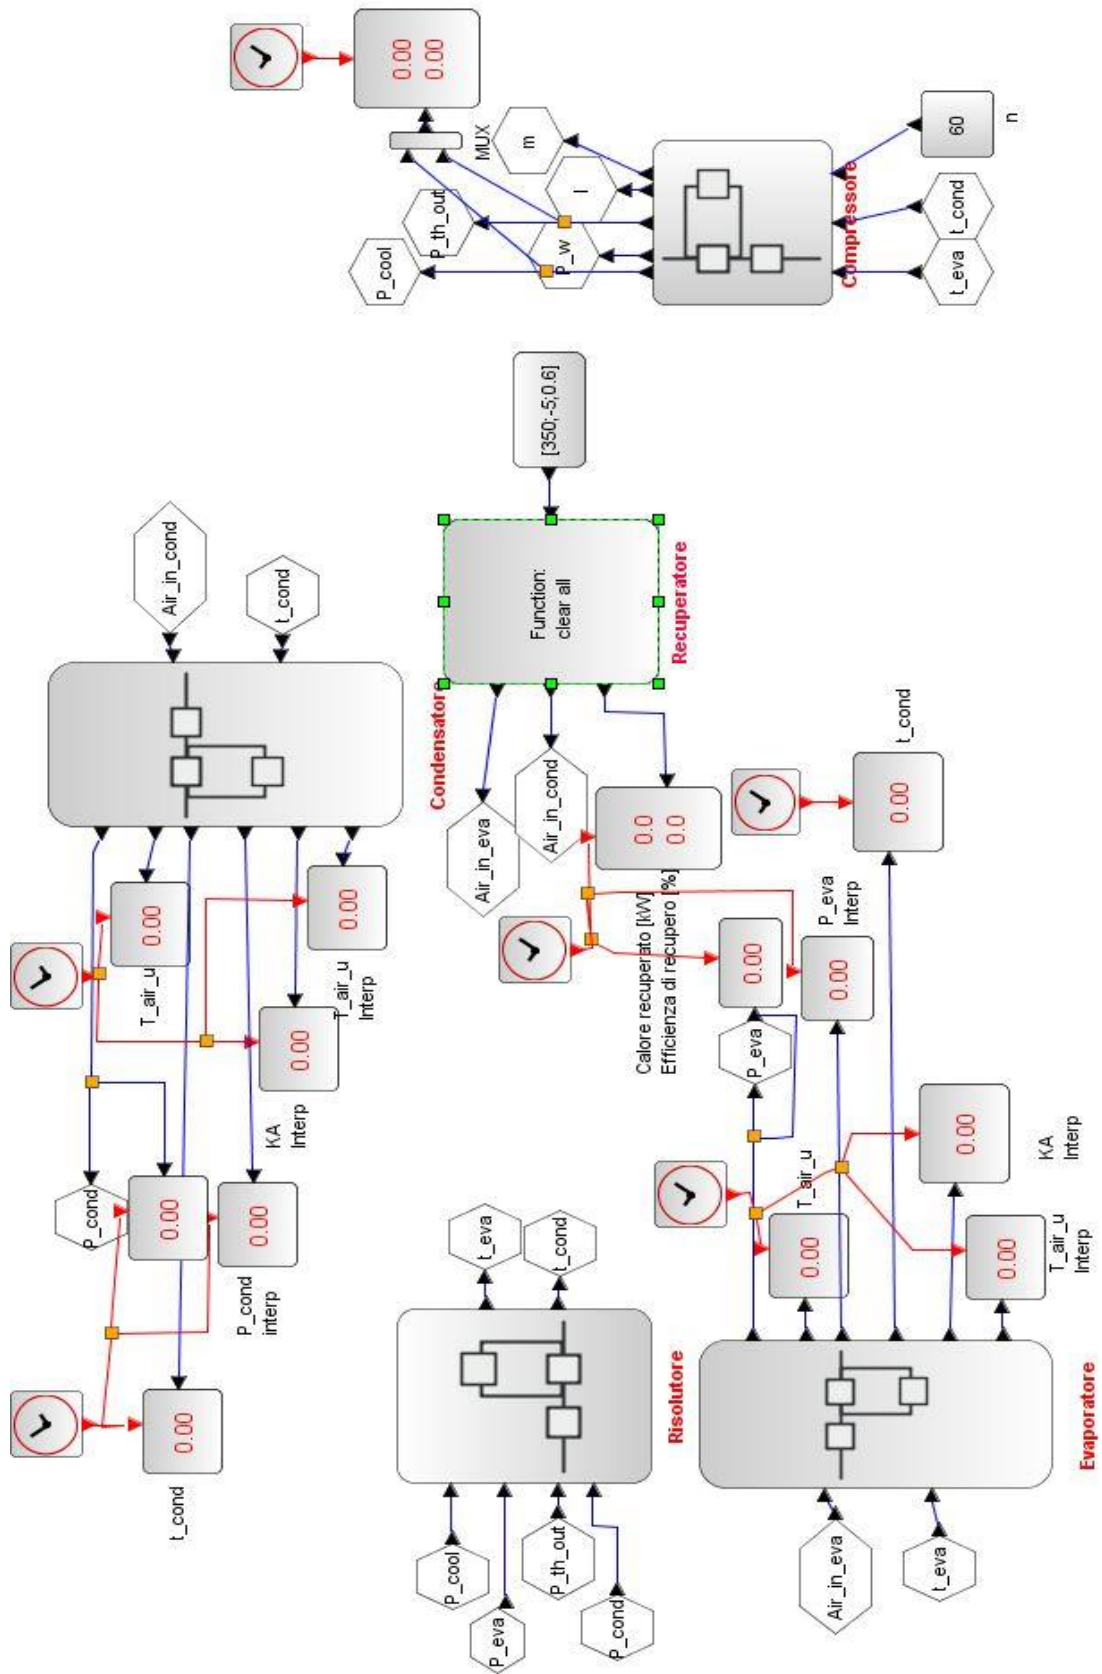 t_cond
0.00
P_cond
0.00
P_cond
interp
0.00
KA
Interp
0.00
T_air_u
0.00
T_air_u
Interp
0.00
Air_in_cond
t_cond
Condensatore
P_cool
P_eva
P_th_out
P_cond
t_eva
t_cond
Risolutore
Air_in_eva
Air_in_cond
0.0
0.0
Calore recuperato [kW]
Efficienza di recupero [%]
Function:
clear all
Recuperatore
[350;-5;0.6]
Air_in_eva
t_eva
Evaporatore
P_eva
0.00
T_air_u
0.00
P_eva
Interp
0.00
t_cond
0.00
KA
Interp
0.00
T_air_u
Interp
0.00
P_cool
P_th_out
P_w
l
m
MUX
0.00
0.00
Compressore
t_eva
t_cond
60
n